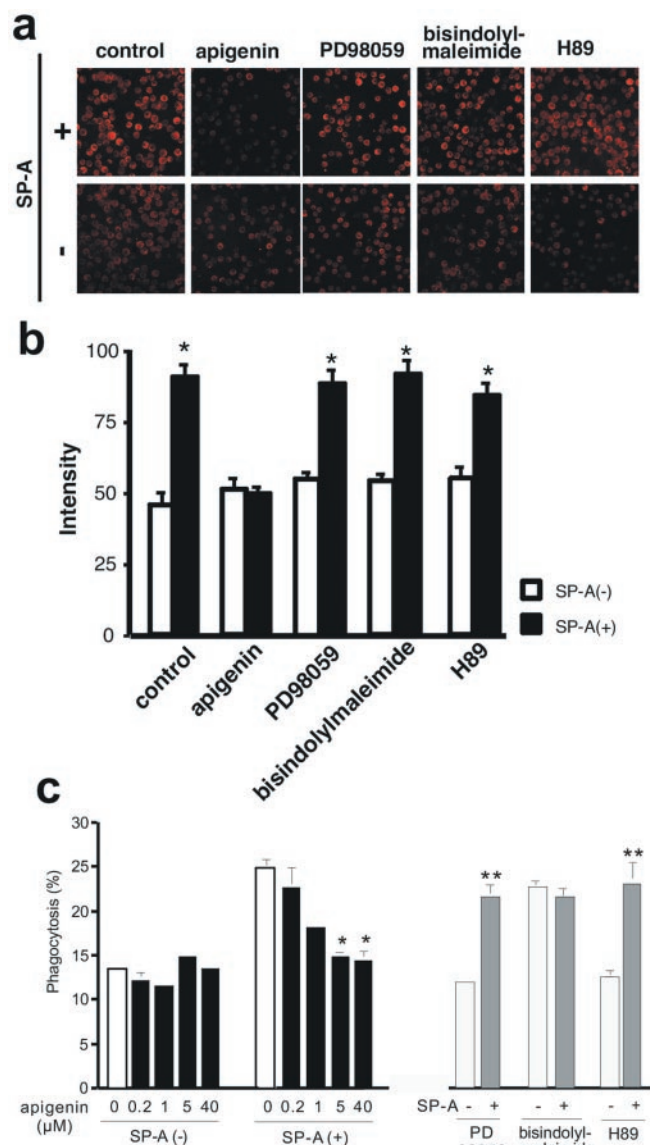 a
control apigenin PD98059 bisindolyl-
maleimide H89
SP-A
+
-
b
Intensity
100
75
50
25
0
* * * *
control apigenin PD98059 bisindolylmaleimide H89
SP-A(-)
SP-A(+)
c
Phagocytosis (%)
30
25
20
15
10
5
0
* * ** **
apigenin 0 0.2 1 5 40 0 0.2 1 5 40 SP-A - + - + - +
(μM) SP-A (-) SP-A (+) PD bisindolyl- H89